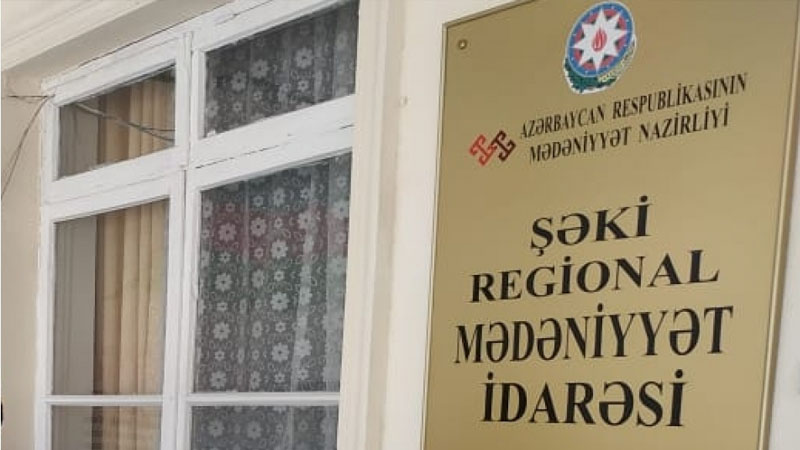 AZƏRBAYCAN RESPUBLİKASININ
MƏDƏNİYYƏT NAZİRLİYİ
ŞƏKİ
REGİONAL
MƏDƏNİYYƏT
İDARƏSİ